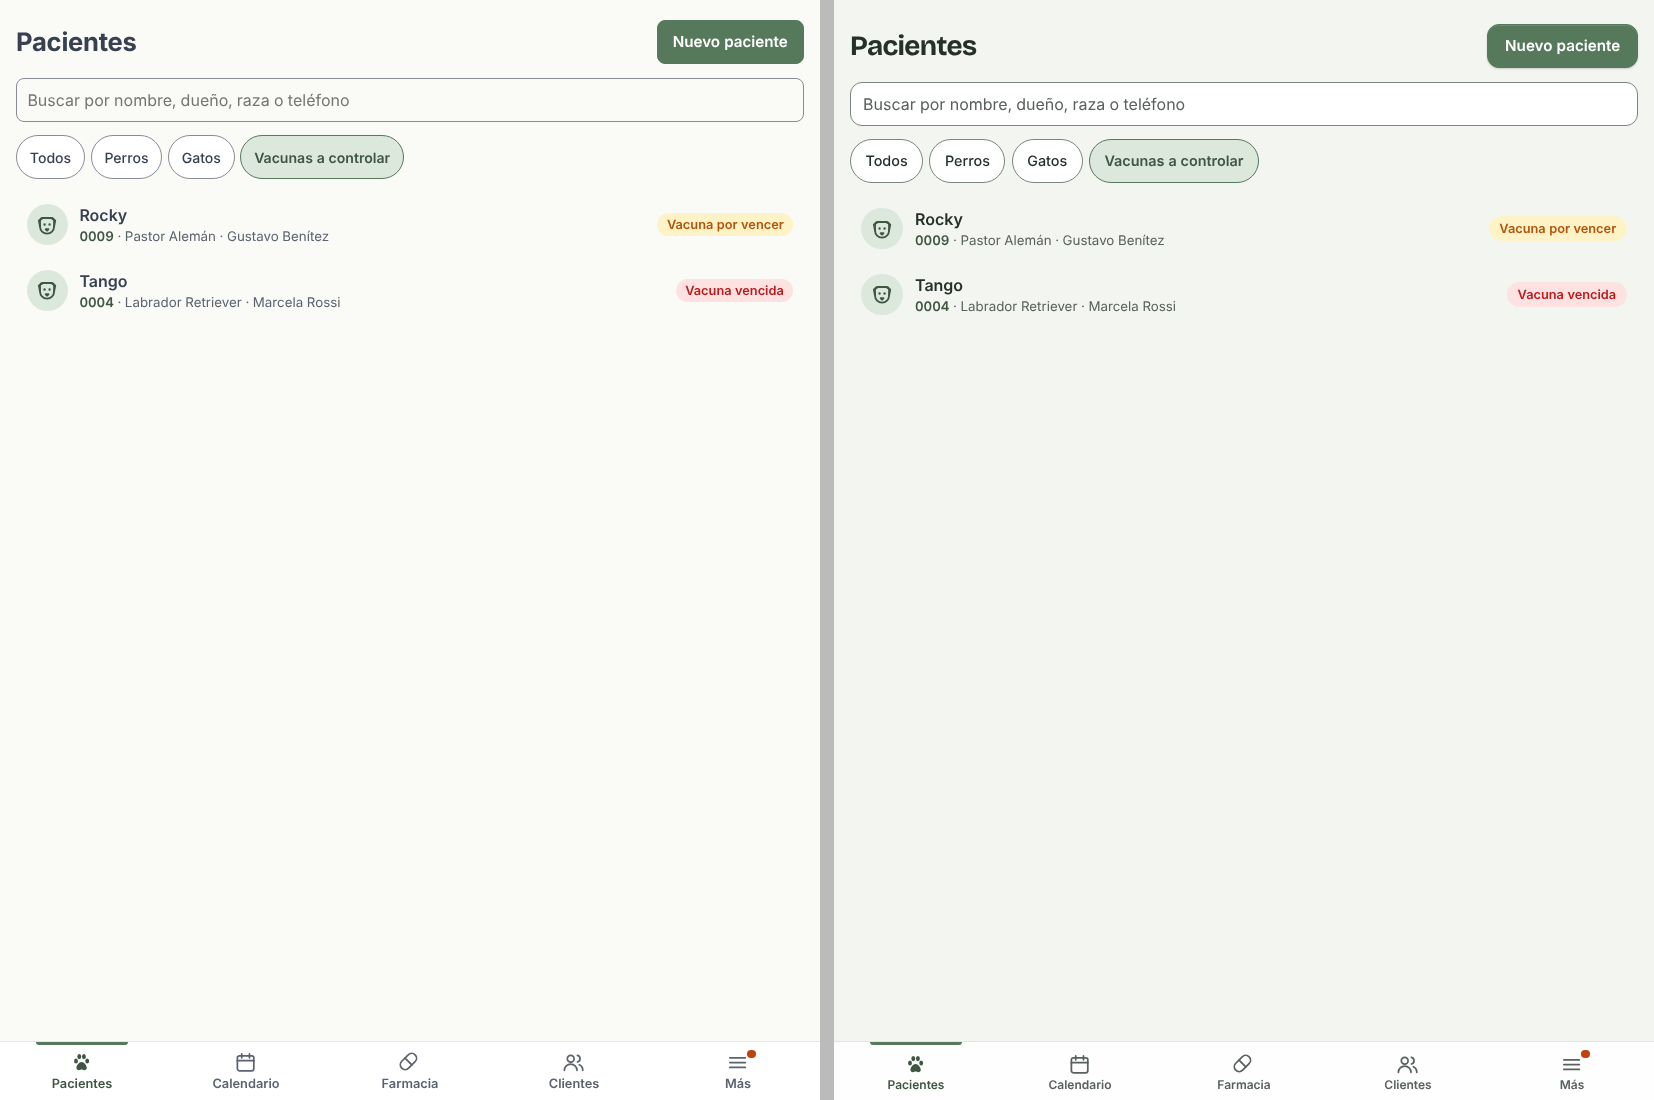 Pacientes
Nuevo paciente
Buscar por nombre, dueño, raza o teléfono
Todos
Perros
Gatos
Vacunas a controlar
Rocky
0009 · Pastor Alemán · Gustavo Benítez
Vacuna por vencer
Tango
0004 · Labrador Retriever · Marcela Rossi
Vacuna vencida
Pacientes
Calendario
Farmacia
Clientes
Más
Pacientes
Nuevo paciente
Buscar por nombre, dueño, raza o teléfono
Todos
Perros
Gatos
Vacunas a controlar
Rocky
0009 · Pastor Alemán · Gustavo Benítez
Vacuna por vencer
Tango
0004 · Labrador Retriever · Marcela Rossi
Vacuna vencida
Pacientes
Calendario
Farmacia
Clientes
Más